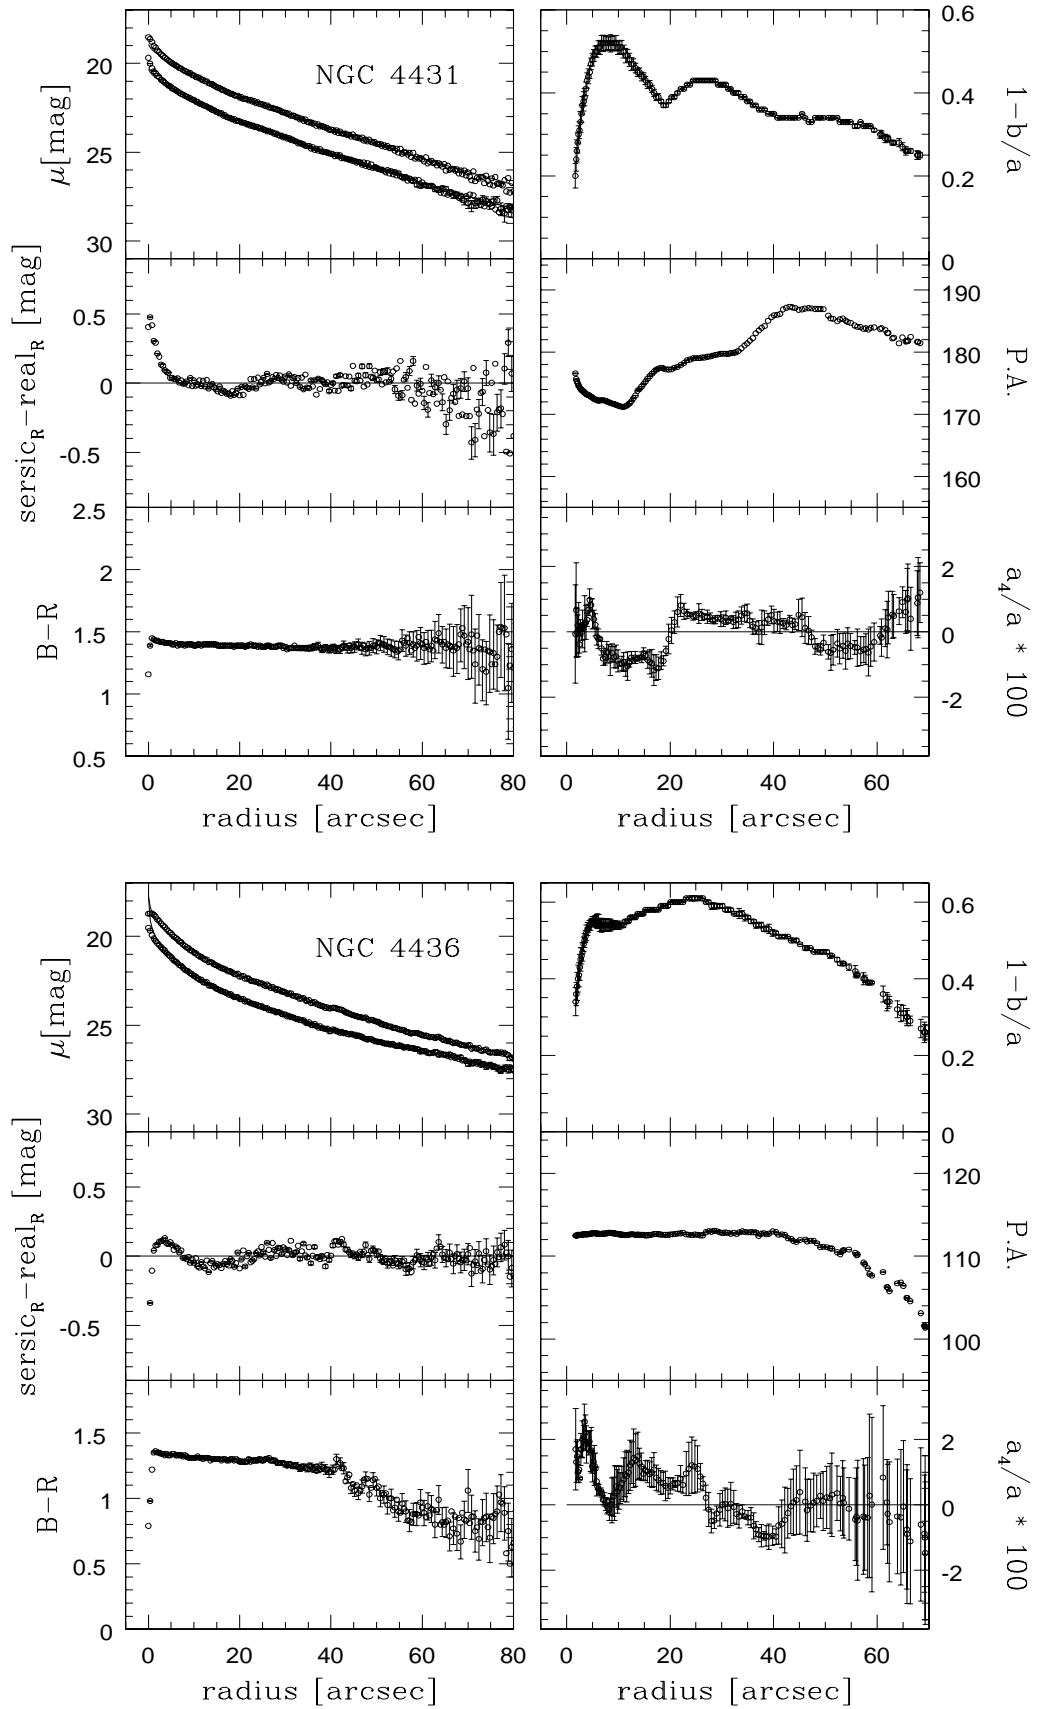 NGC 4431
μ[mag]
20
25
30
0.6
0.4
0.2
0
1−b/a
sersic_R−real_R [mag]
0.5
0
-0.5
190
180
170
160
P.A.
B−R
2.5
2
1.5
1
0.5
2
0
-2
a_4/a * 100
0 20 40 60 80
0 20 40 60
radius [arcsec]
radius [arcsec]
NGC 4436
μ[mag]
20
25
30
0.6
0.4
0.2
0
1−b/a
sersic_R−real_R [mag]
0.5
0
-0.5
120
110
100
P.A.
B−R
1.5
1
0.5
0
2
0
-2
a_4/a * 100
0 20 40 60 80
0 20 40 60
radius [arcsec]
radius [arcsec]